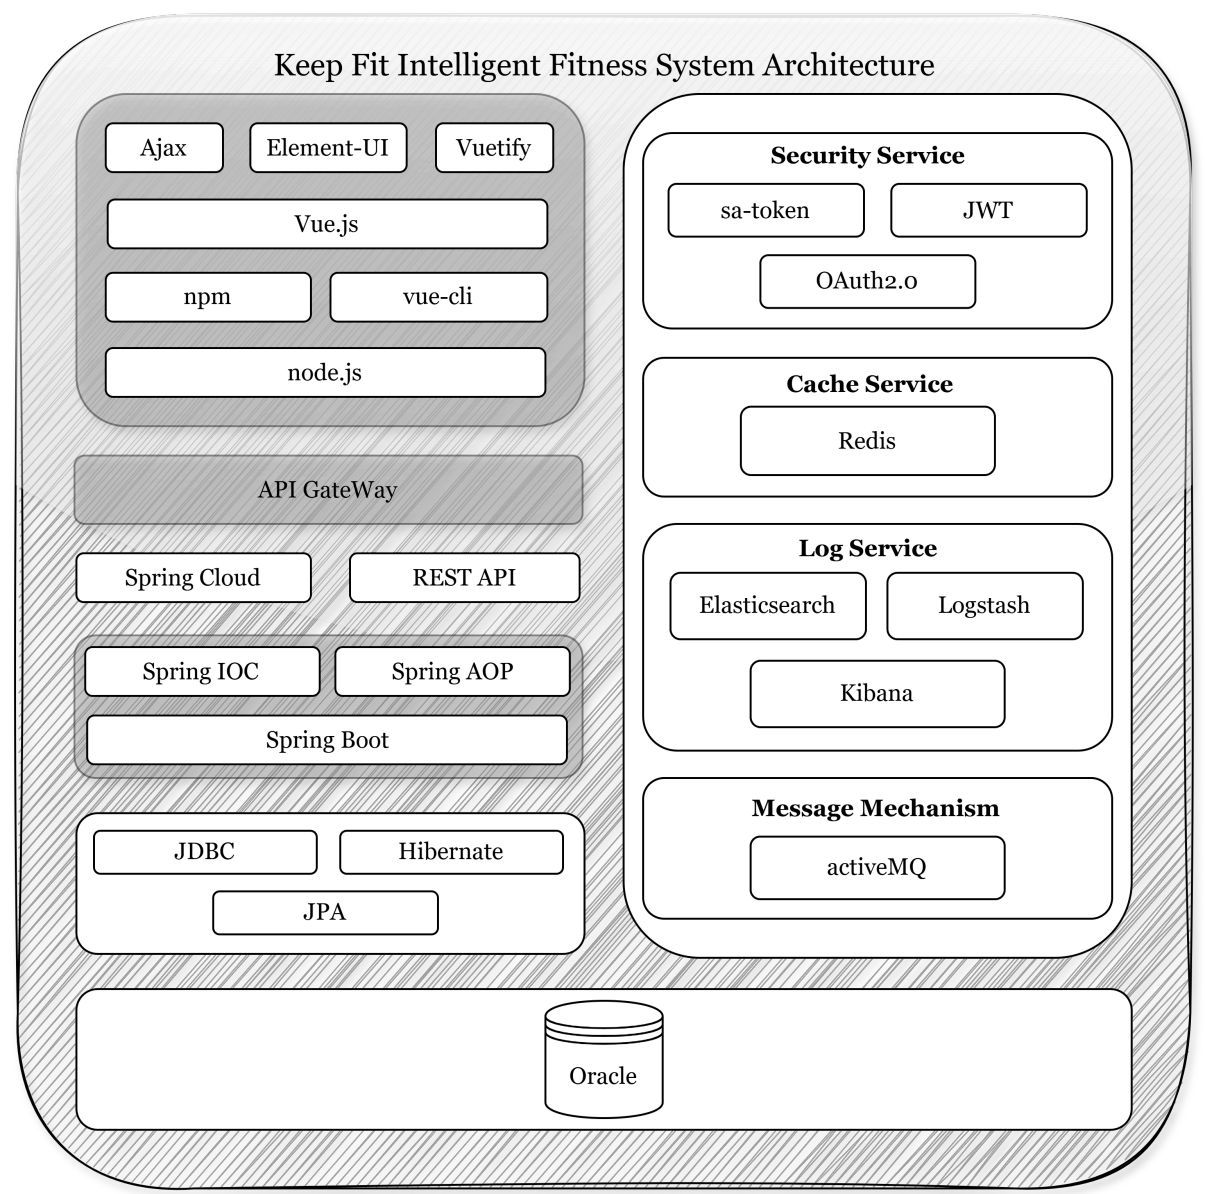 Keep Fit Intelligent Fitness System Architecture
Ajax
Element-UI
Vuetify
Vue.js
npm
vue-cli
node.js
API GateWay
Spring Cloud
REST API
Spring IOC
Spring AOP
Spring Boot
JDBC
Hibernate
JPA
Security Service
sa-token
JWT
OAuth2.0
Cache Service
Redis
Log Service
Elasticsearch
Logstash
Kibana
Message Mechanism
activeMQ
Oracle